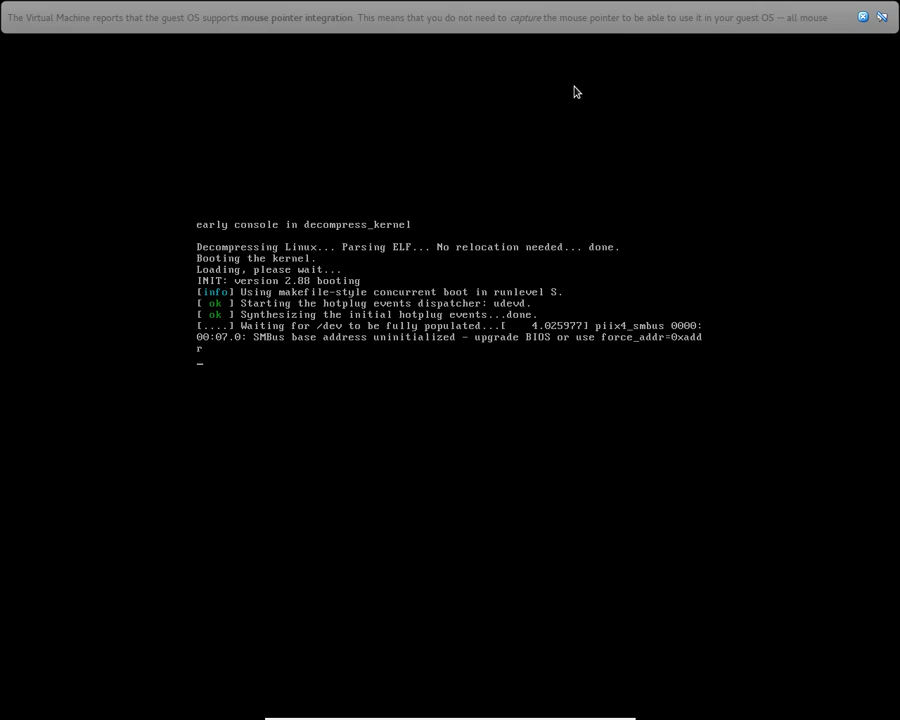 The Virtual Machine reports that the guest OS supports mouse pointer integration. This means that you do not need to capture the mouse pointer to be able to use it in your guest OS -- all mouse
early console in decompress_kernel
Decompressing Linux... Parsing ELF... No relocation needed... done.
Booting the kernel.
Loading, please wait...
INIT: version 2.88 booting
[info] Using makefile-style concurrent boot in runlevel S.
[ ok ] Starting the hotplug events dispatcher: udevd.
[ ok ] Synthesizing the initial hotplug events...done.
[....] Waiting for /dev to be fully populated...[    4.025977] piix4_smbus 0000:
00:07.0: SMBus base address uninitialized - upgrade BIOS or use force_addr=0xadd
r